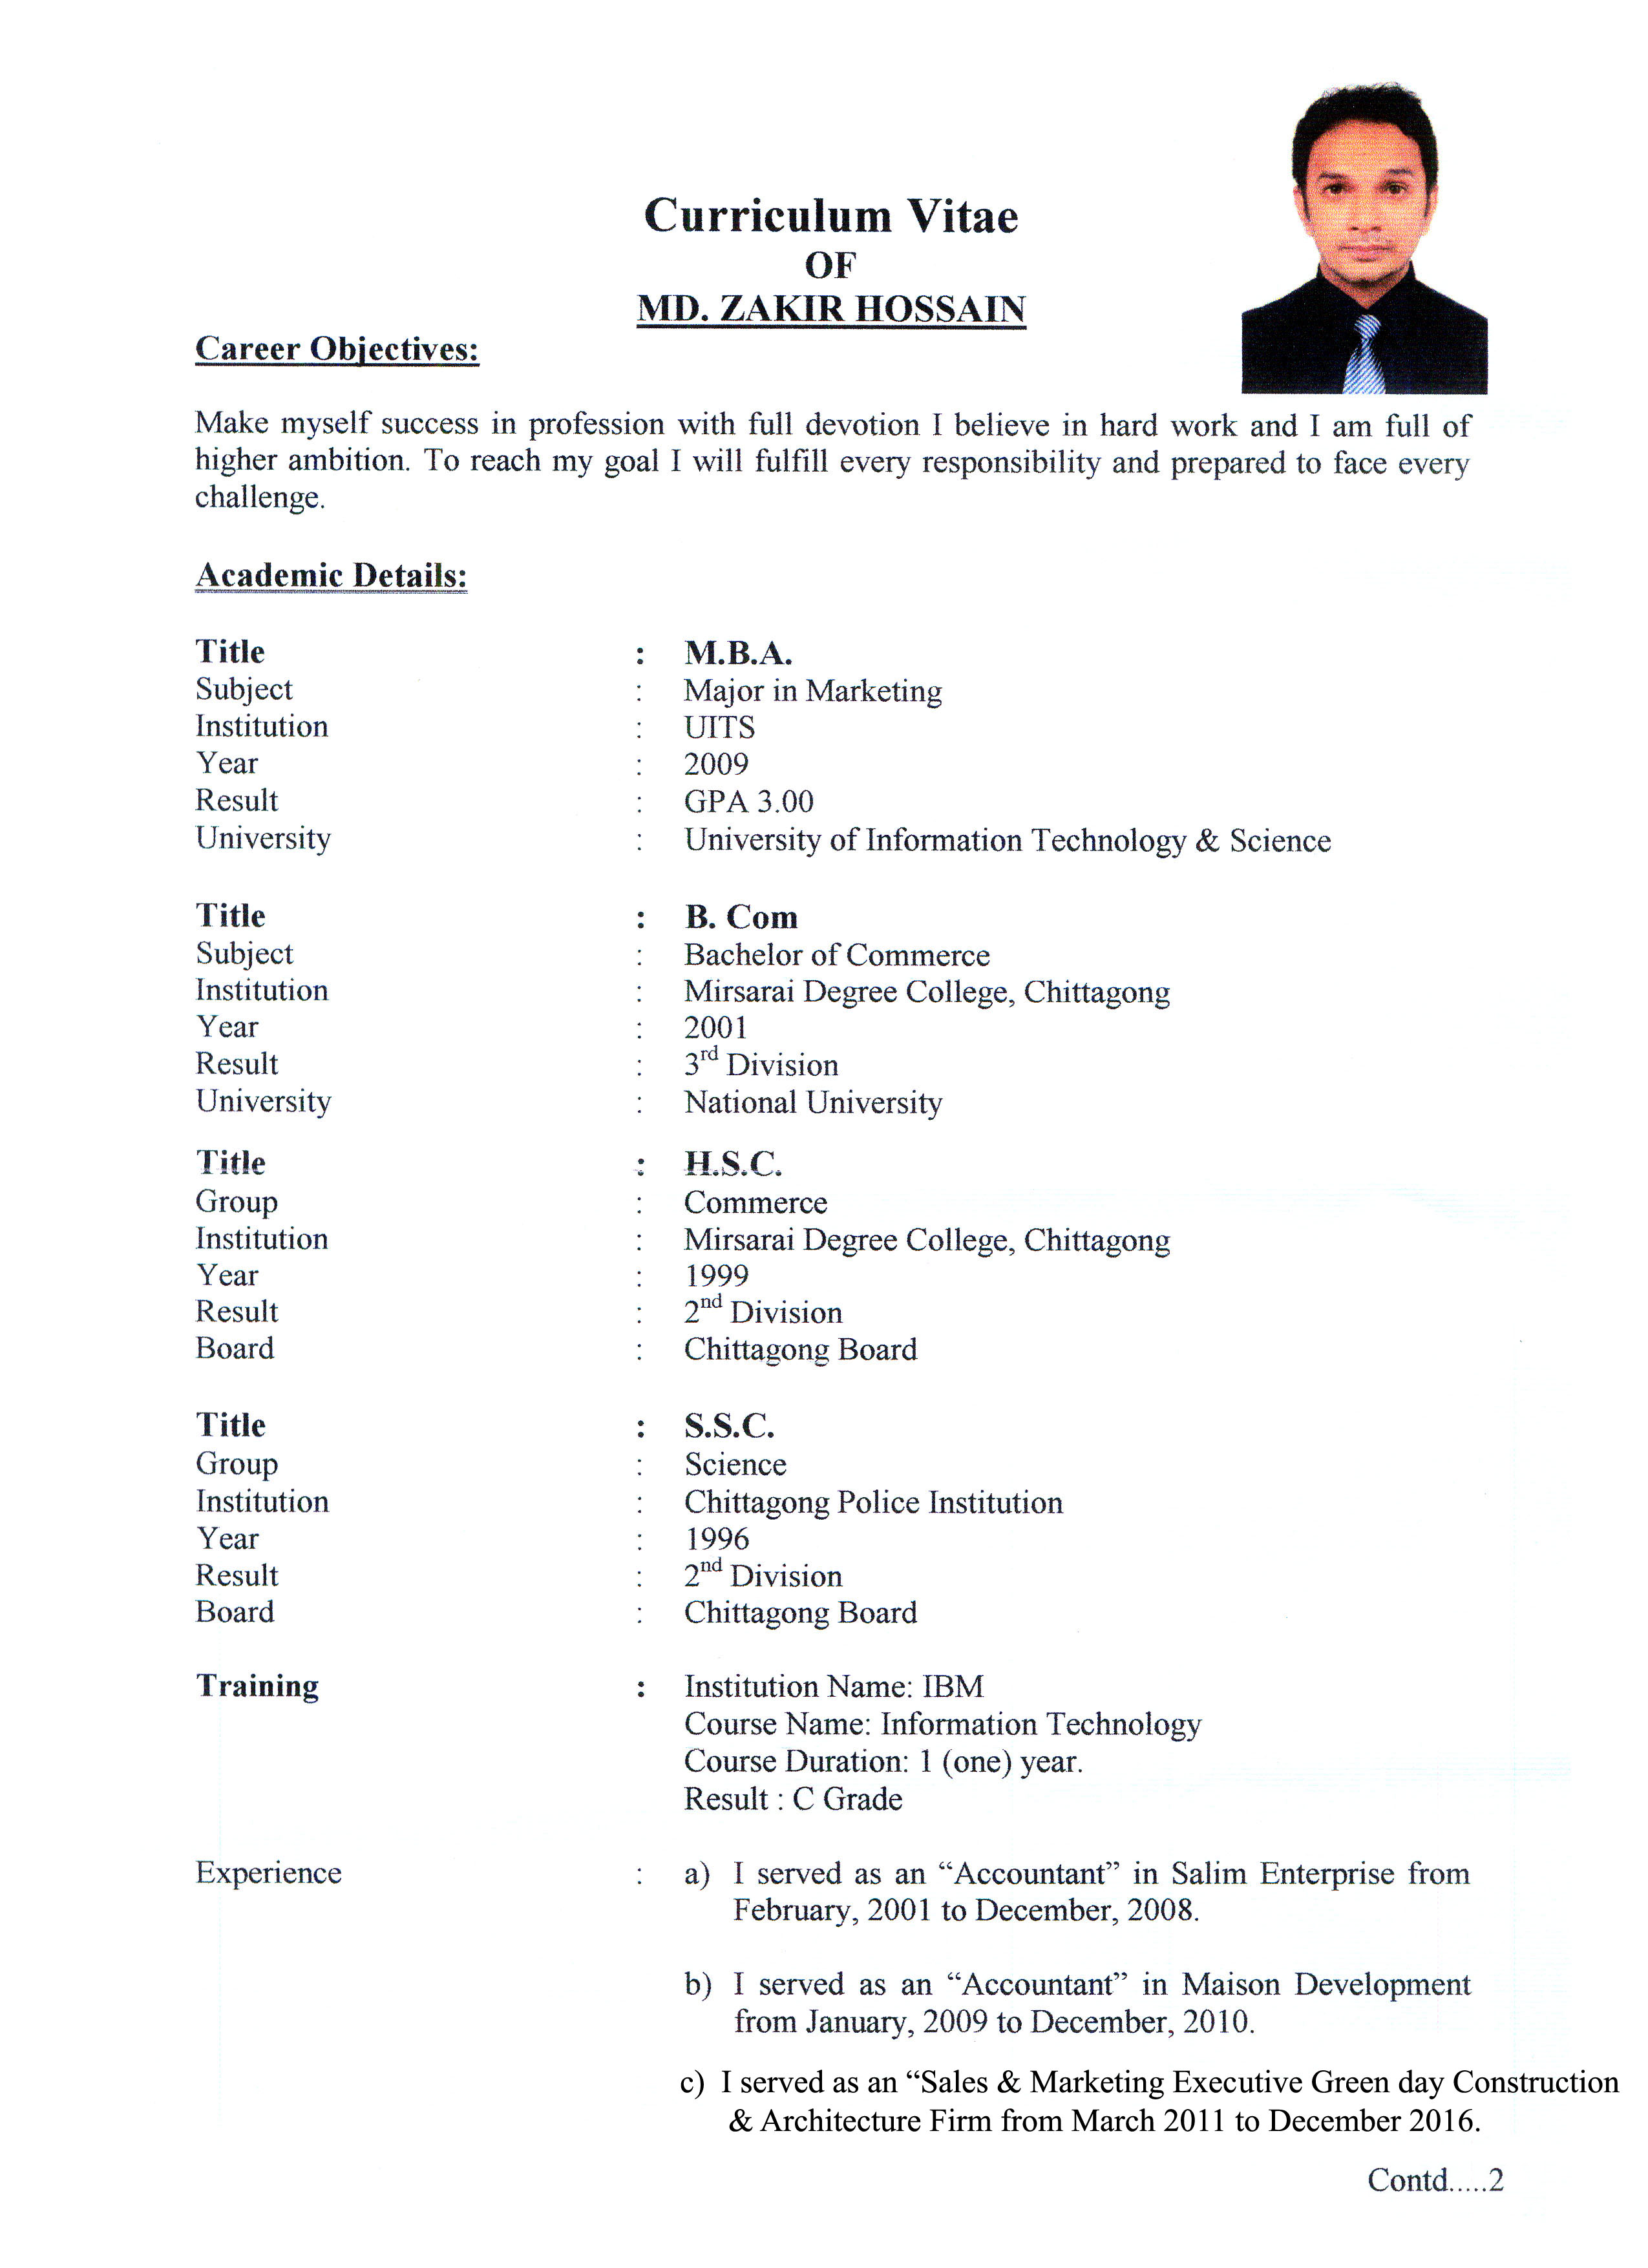 Curriculum Vitae
OF
MD. ZAKIR HOSSAIN
Career Objectives:
Make myself success in profession with full devotion I believe in hard work and I am full of
higher ambition. To reach my goal I will fulfill every responsibility and prepared to face every
challenge.
Academic Details:
Title : M.B.A.
Subject : Major in Marketing
Institution : UITS
Year : 2009
Result : GPA 3.00
University : University of Information Technology & Science
Title : B. Com
Subject : Bachelor of Commerce
Institution : Mirsarai Degree College, Chittagong
Year : 2001
Result : 3rd Division
University : National University
Title : H.S.C.
Group : Commerce
Institution : Mirsarai Degree College, Chittagong
Year : 1999
Result : 2nd Division
Board : Chittagong Board
Title : S.S.C.
Group : Science
Institution : Chittagong Police Institution
Year : 1996
Result : 2nd Division
Board : Chittagong Board
Training : Institution Name: IBM
Course Name: Information Technology
Course Duration: 1 (one) year.
Result : C Grade
Experience : a) I served as an “Accountant” in Salim Enterprise from
February, 2001 to December, 2008.
b) I served as an “Accountant” in Maison Development
from January, 2009 to December, 2010.
c) I served as an “Sales & Marketing Executive Green day Construction
& Architecture Firm from March 2011 to December 2016.
Contd.....2